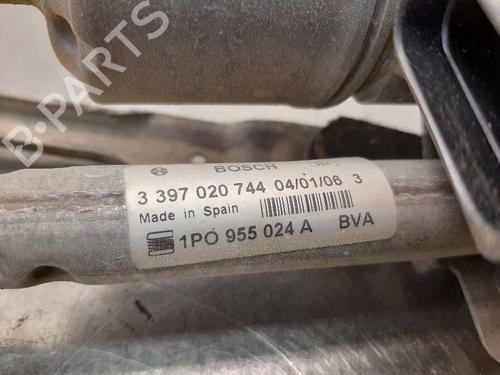 BOSCH
3 397 020 744 04/01/06 3
Made in Spain
1PO 955 024 A BVA
B-PARTS